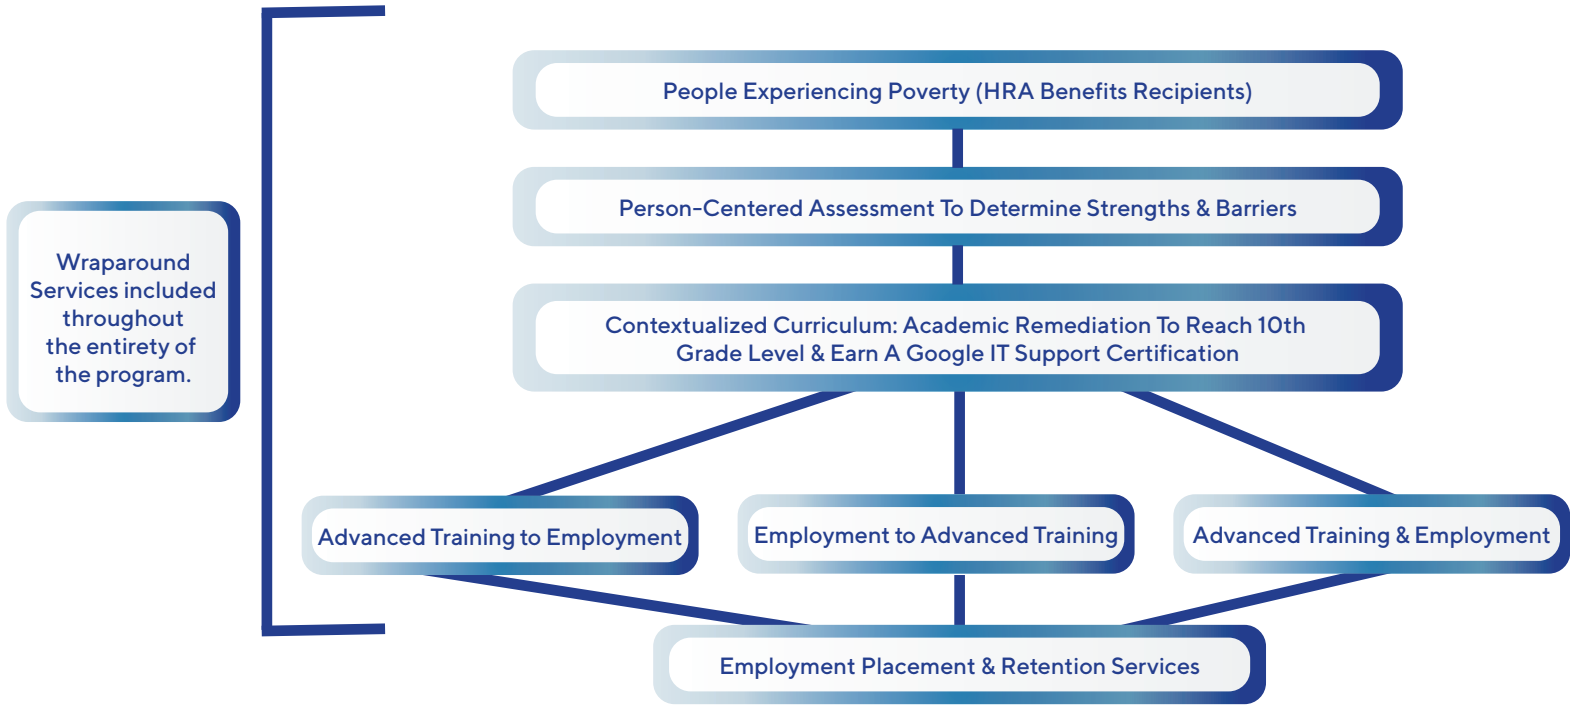 People Experiencing Poverty (HRA Benefits Recipients)
Person-Centered Assessment To Determine Strengths & Barriers
Wraparound
Services included
throughout
the entirety of
the program.
Contextualized Curriculum: Academic Remediation To Reach 10th
Grade Level & Earn A Google IT Support Certification
Advanced Training to Employment
Employment to Advanced Training
Advanced Training & Employment
Employment Placement & Retention Services